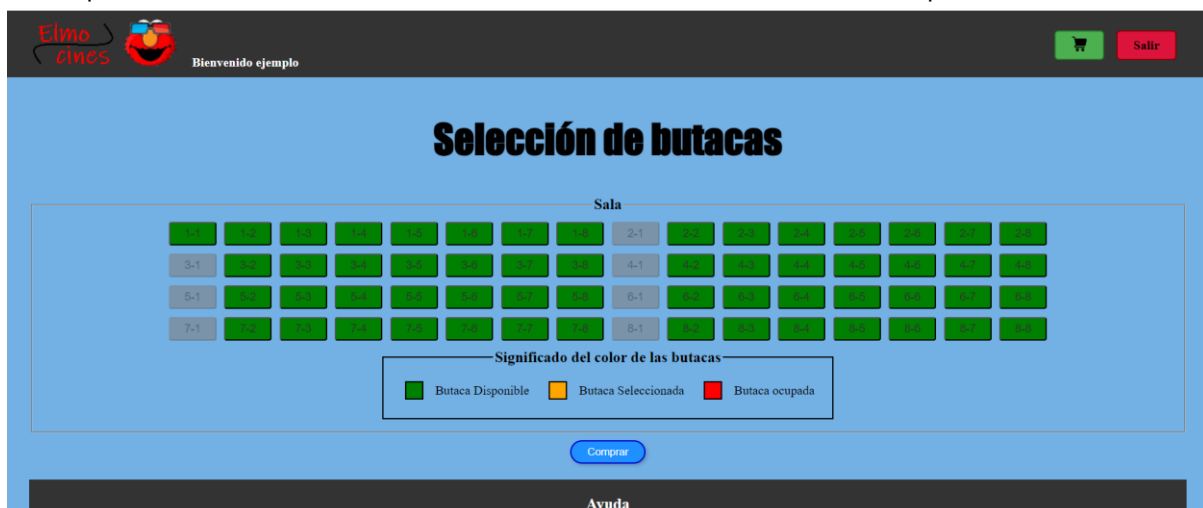 Elmo
cines
Bienvenido ejemplo
Salir
Selección de butacas
Sala
1-1 1-2 1-3 1-4 1-5 1-6 1-7 1-8 2-1 2-2 2-3 2-4 2-5 2-6 2-7 2-8
3-1 3-2 3-3 3-4 3-5 3-6 3-7 3-8 4-1 4-2 4-3 4-4 4-5 4-6 4-7 4-8
5-1 5-2 5-3 5-4 5-5 5-6 5-7 5-8 6-1 6-2 6-3 6-4 6-5 6-6 6-7 6-8
7-1 7-2 7-3 7-4 7-5 7-6 7-7 7-8 8-1 8-2 8-3 8-4 8-5 8-6 8-7 8-8
Significado del color de las butacas
Butaca Disponible Butaca Seleccionada Butaca ocupada
Comprar
Ayuda